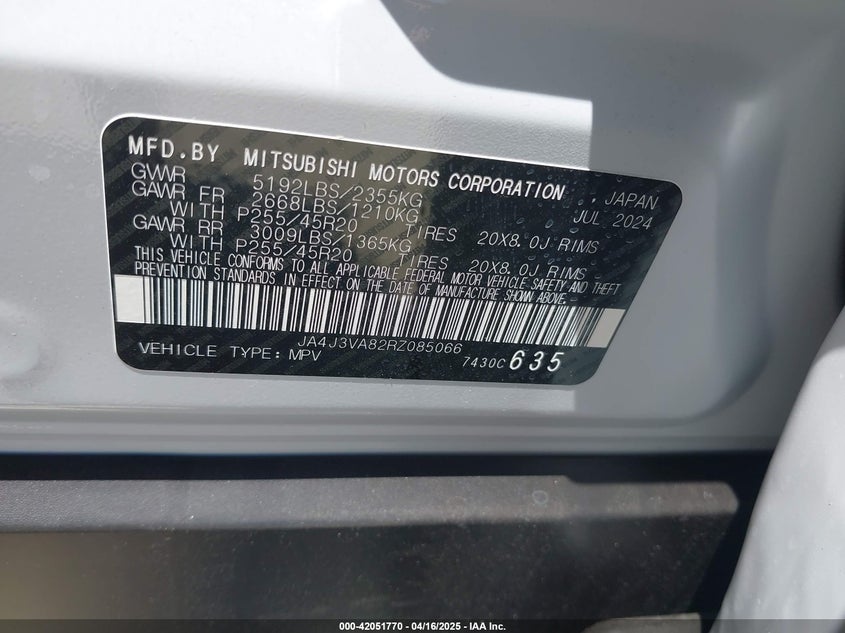 MFD.BY MITSUBISHI MOTORS CORPORATION , JAPAN
GVWR 5192LBS/2355KG JUL 2024
GAWR FR 2668LBS/1210KG
WITH P255/45R20 TIRES 20X8.0J RIMS
GAWR RR 3009LBS/1365KG
WITH P255/45R20 TIRES 20X8.0J RIMS
THIS VEHICLE CONFORMS TO ALL APPLICABLE FEDERAL MOTOR VEHICLE SAFETY AND THEFT
PREVENTION STANDARDS IN EFFECT ON THE DATE OF MANUFACTURE SHOWN ABOVE.
JA4J3VA82RZ085066
VEHICLE TYPE: MPV 7430C 635
000-42051770 - 04/16/2025 - IAA Inc.